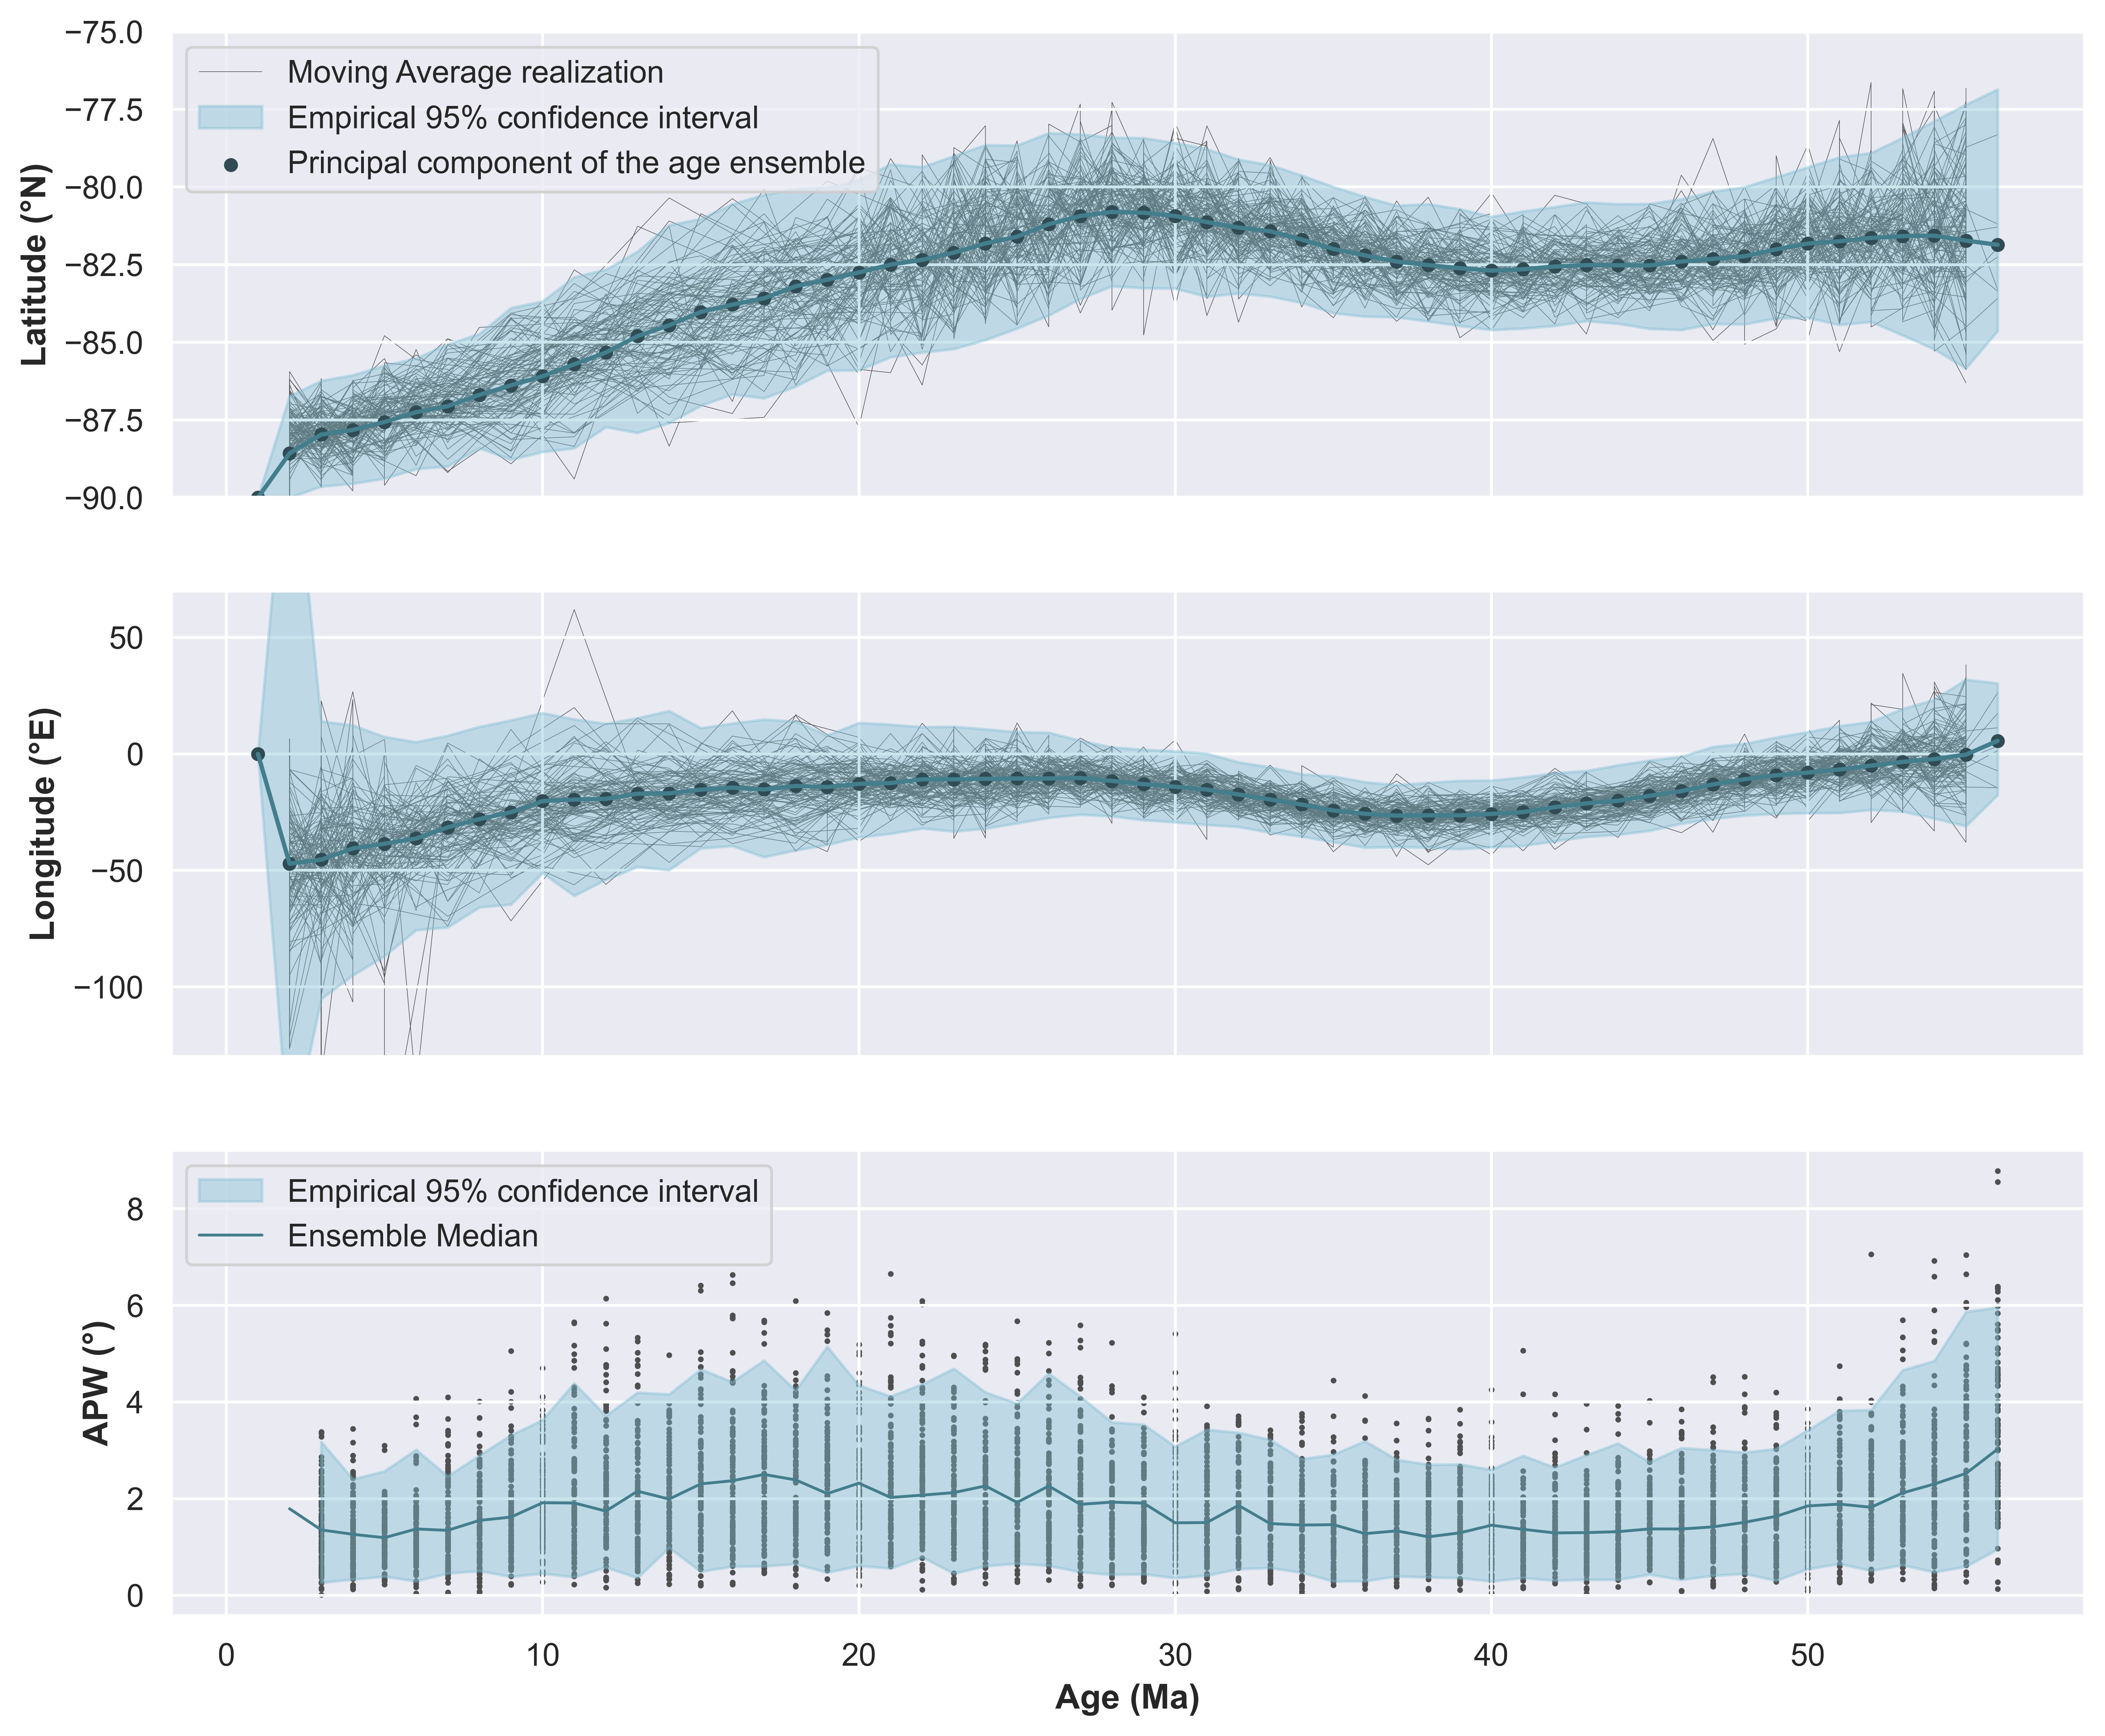 −75.0
−77.5
−80.0
−82.5
−85.0
−87.5
−90.0
Latitude (°N)
Moving Average realization
Empirical 95% confidence interval
Principal component of the age ensemble
50
0
−50
−100
Longitude (°E)
8
6
4
2
0
APW (°)
Empirical 95% confidence interval
Ensemble Median
0 10 20 30 40 50
Age (Ma)